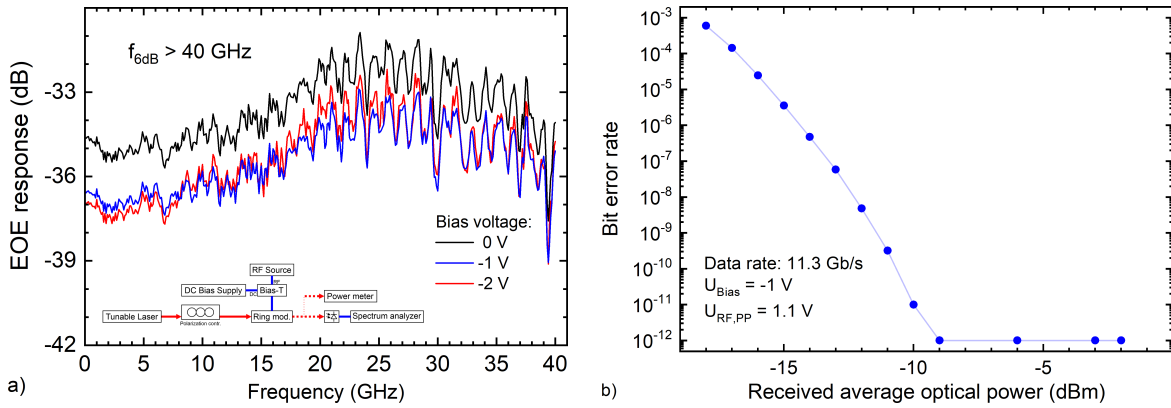 f6dB > 40 GHz
EOE response (dB)
-33
-36
-39
-42
Bias voltage:
0 V
-1 V
-2 V
RF Source
RF
DC Bias Supply
DC
Bias-T
Power meter
Tunable Laser
Polarization contr.
Ring mod.
Spectrum analyzer
0 5 10 15 20 25 30 35 40
Frequency (GHz)
a)
Bit error rate
10⁻³
10⁻⁴
10⁻⁵
10⁻⁶
10⁻⁷
10⁻⁸
10⁻⁹
10⁻¹⁰
10⁻¹¹
10⁻¹²
Data rate: 11.3 Gb/s
UBias = -1 V
URF,PP = 1.1 V
-15 -10 -5
Received average optical power (dBm)
b)